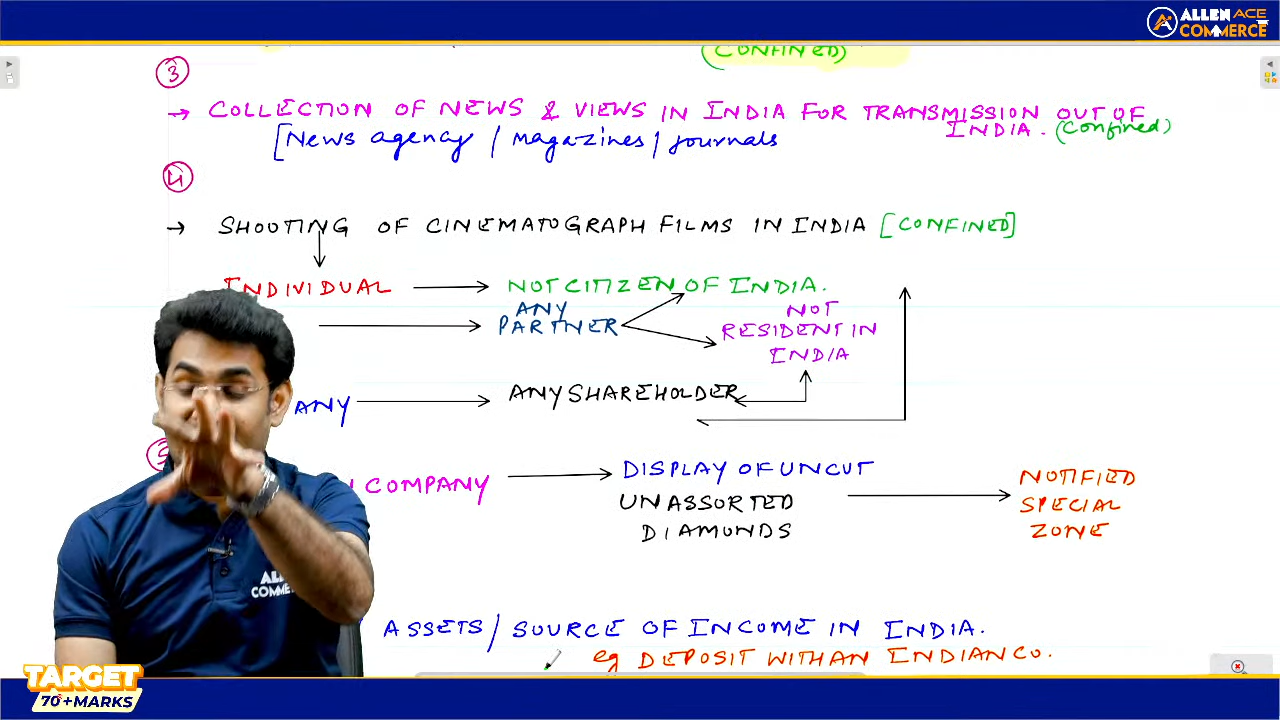 ALLEN ACE
COMMERCE
(CONFINED)
3
→ COLLECTION OF NEWS & VIEWS IN INDIA FOR TRANSMISSION OUT OF
INDIA. (Confined)
[News agency / magazines / journals
4
→ SHOOTING OF CINEMATOGRAPH FILMS IN INDIA [CONFINED]
INDIVIDUAL → NOT CITIZEN OF INDIA.
ANY
PARTNER
NOT
RESIDENT IN
INDIA
ANY → ANY SHAREHOLDER
5
COMPANY → DISPLAY OF UNCUT
UNASSORTED
DIAMONDS
→ NOTIFIED
SPECIAL
ZONE
ASSETS / SOURCE OF INCOME IN INDIA.
eg DEPOSIT WITH AN INDIAN CO.
COMMERCE
TARGET
70+MARKS